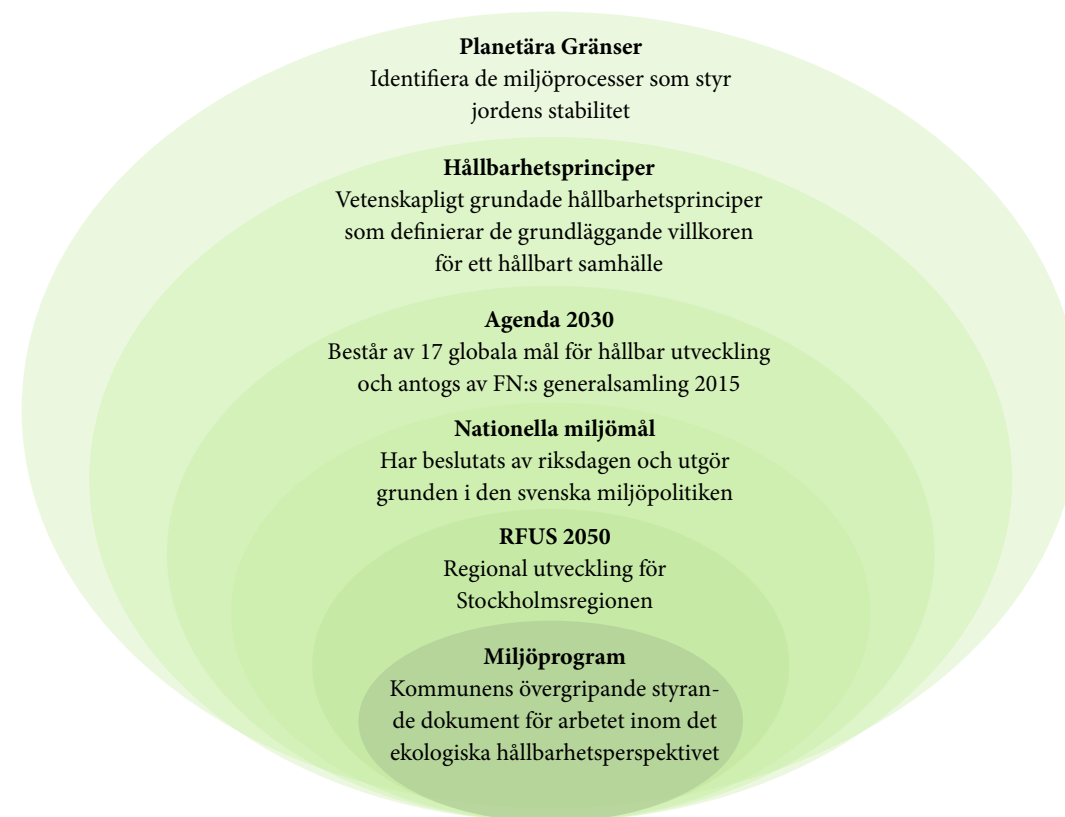 Planetära Gränser
Identifiera de miljöprocesser som styr
jordens stabilitet
Hållbarhetsprinciper
Vetenskapligt grundade hållbarhetsprinciper
som definierar de grundläggande villkoren
för ett hållbart samhälle
Agenda 2030
Består av 17 globala mål för hållbar utveckling
och antogs av FN:s generalsamling 2015
Nationella miljömål
Har beslutats av riksdagen och utgör
grunden i den svenska miljöpolitiken
RFUS 2050
Regional utveckling för
Stockholmsregionen
Miljöprogram
Kommunens övergripande styran-
de dokument för arbetet inom det
ekologiska hållbarhetsperspektivet